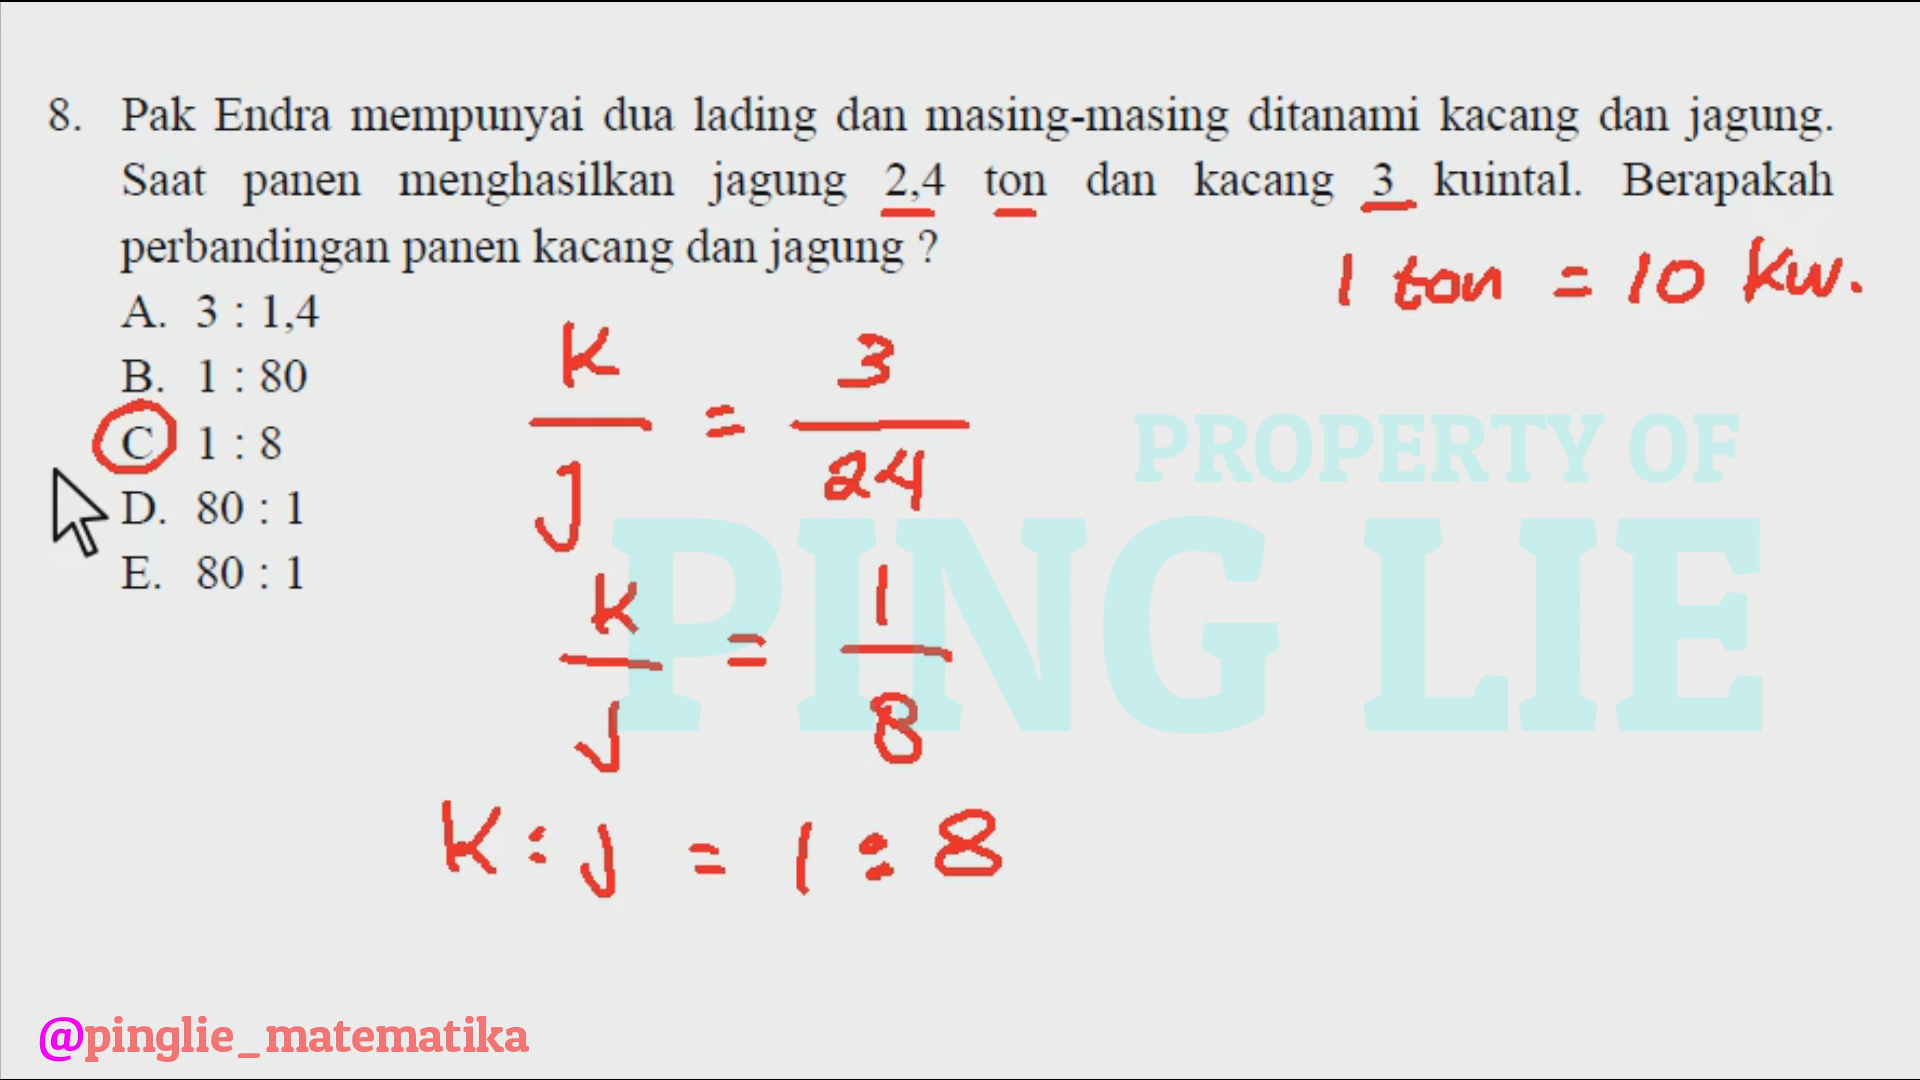 8. Pak Endra mempunyai dua lading dan masing-masing ditanami kacang dan jagung.
Saat panen menghasilkan jagung 2,4 ton dan kacang 3 kuintal. Berapakah
perbandingan panen kacang dan jagung ?
1 ton = 10 kw.
A. 3 : 1,4
B. 1 : 80
C 1 : 8
D. 80 : 1
E. 80 : 1
K
3
=
J
24
K
1
=
J
8
K : J = 1 : 8
PROPERTY OF
PING LIE
@pinglie_matematika